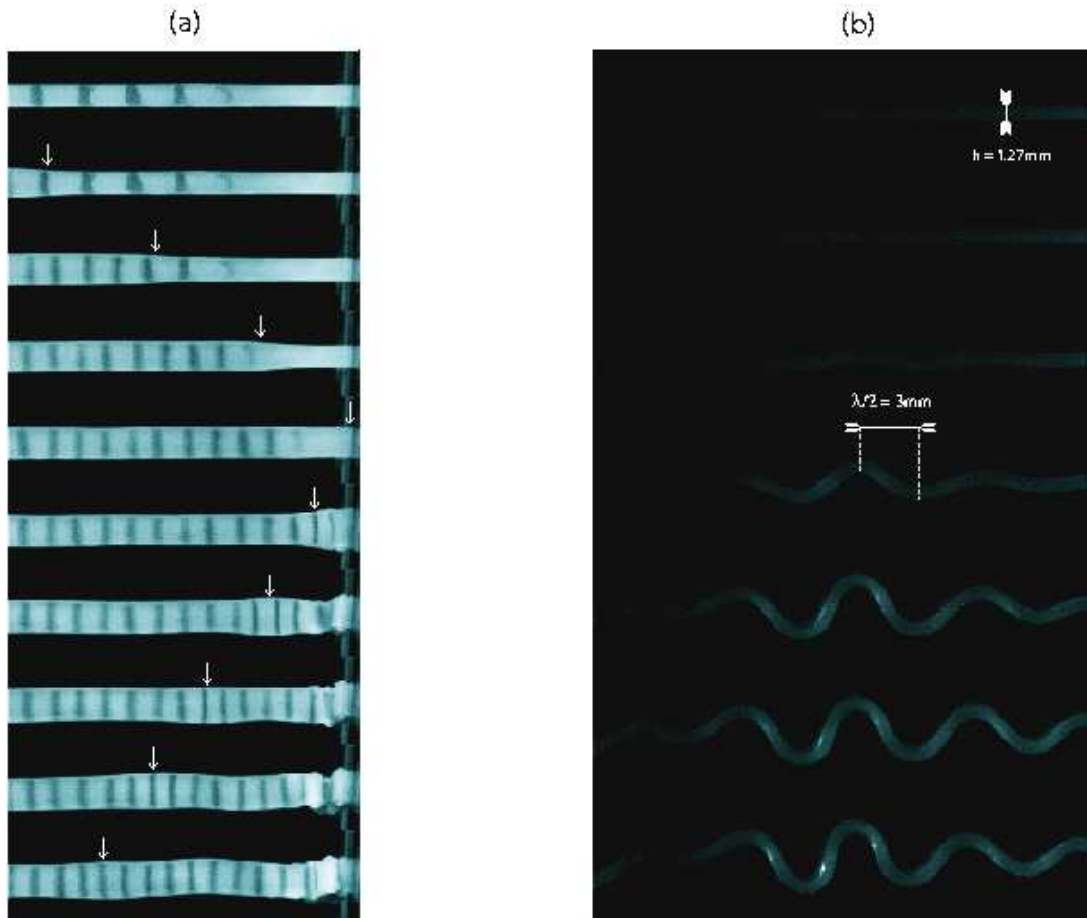 (a)
(b)
h = 1.27mm
λ/2 = 3mm